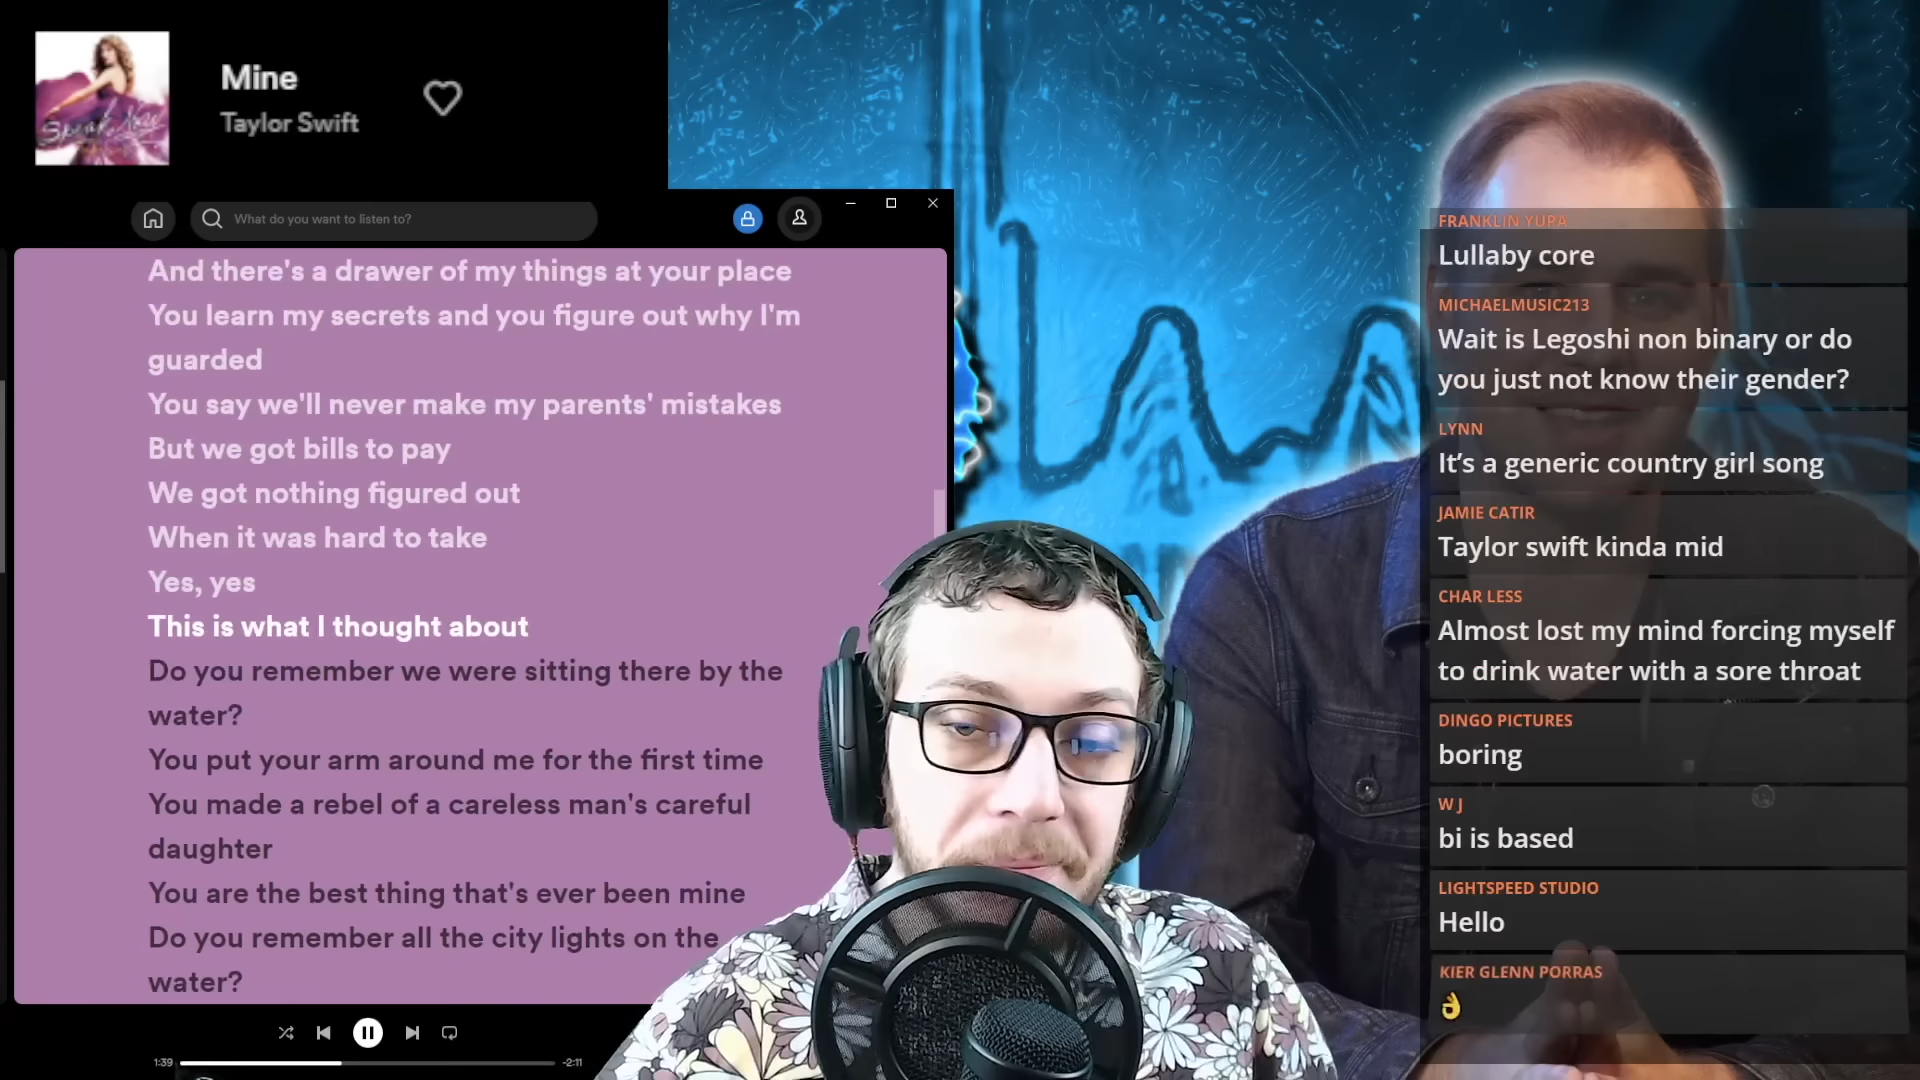 Speak Now
Mine
Taylor Swift
What do you want to listen to?
And there's a drawer of my things at your place
You learn my secrets and you figure out why I'm
guarded
You say we'll never make my parents' mistakes
But we got bills to pay
We got nothing figured out
When it was hard to take
Yes, yes
This is what I thought about
Do you remember we were sitting there by the
water?
You put your arm around me for the first time
You made a rebel of a careless man's careful
daughter
You are the best thing that's ever been mine
Do you remember all the city lights on the
water?
1:39
-2:11
FRANKLIN YUPA
Lullaby core
MICHAELMUSIC213
Wait is Legoshi non binary or do
you just not know their gender?
LYNN
It’s a generic country girl song
JAMIE CATIR
Taylor swift kinda mid
CHAR LESS
Almost lost my mind forcing myself
to drink water with a sore throat
DINGO PICTURES
boring
W J
bi is based
LIGHTSPEED STUDIO
Hello
KIER GLENN PORRAS
👌